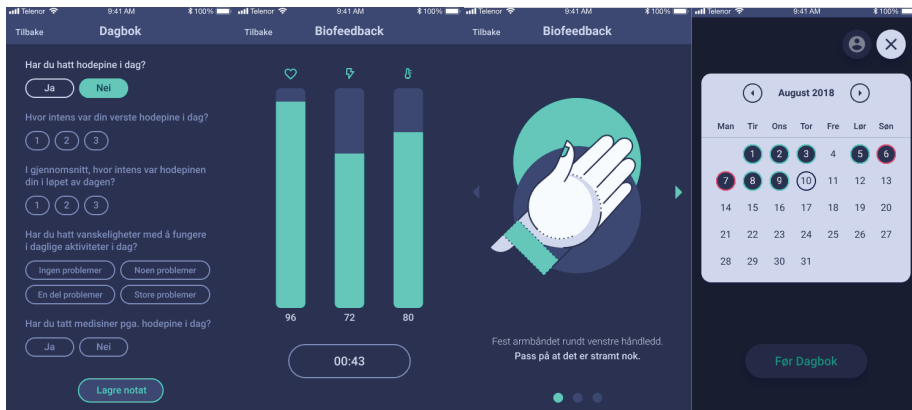 Telenor 9:41 AM 100%
Tilbake Dagbok
Har du hatt hodepine i dag?
Ja Nei
Hvor intens var din verste hodepine i dag?
1 2 3
I gjennomsnitt, hvor intens var hodepinen
din i løpet av dagen?
1 2 3
Har du hatt vanskeligheter med å fungere
i daglige aktiviteter i dag?
Ingen problemer Noen problemer
En del problemer Store problemer
Har du tatt medisiner pga. hodepine i dag?
Ja Nei
Lagre notat
Telenor 9:41 AM 100%
Tilbake Biofeedback
96 72 80
00:43
Telenor 9:41 AM 100%
Tilbake Biofeedback
Fest armbåndet rundt venstre håndledd.
Pass på at det er stramt nok.
Telenor 9:41 AM 100%
August 2018
Man Tir Ons Tor Fre Lør Søn
1 2 3 4 5 6
7 8 9 10 11 12 13
14 15 16 17 18 19 20
21 22 23 24 25 26 27
28 29 30 31
Før Dagbok